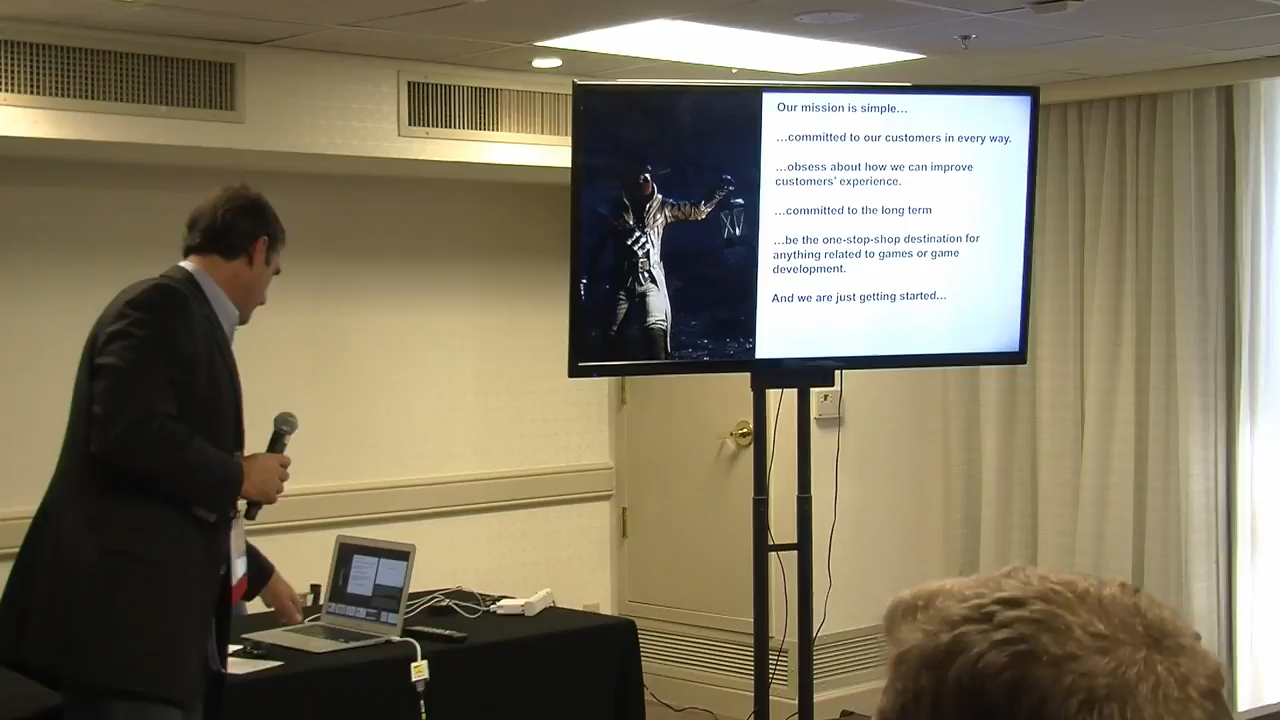 Our mission is simple…
…committed to our customers in every way.
…obsess about how we can improve
customers' experience.
…committed to the long term
…be the one-stop-shop destination for
anything related to games or game
development.
And we are just getting started…